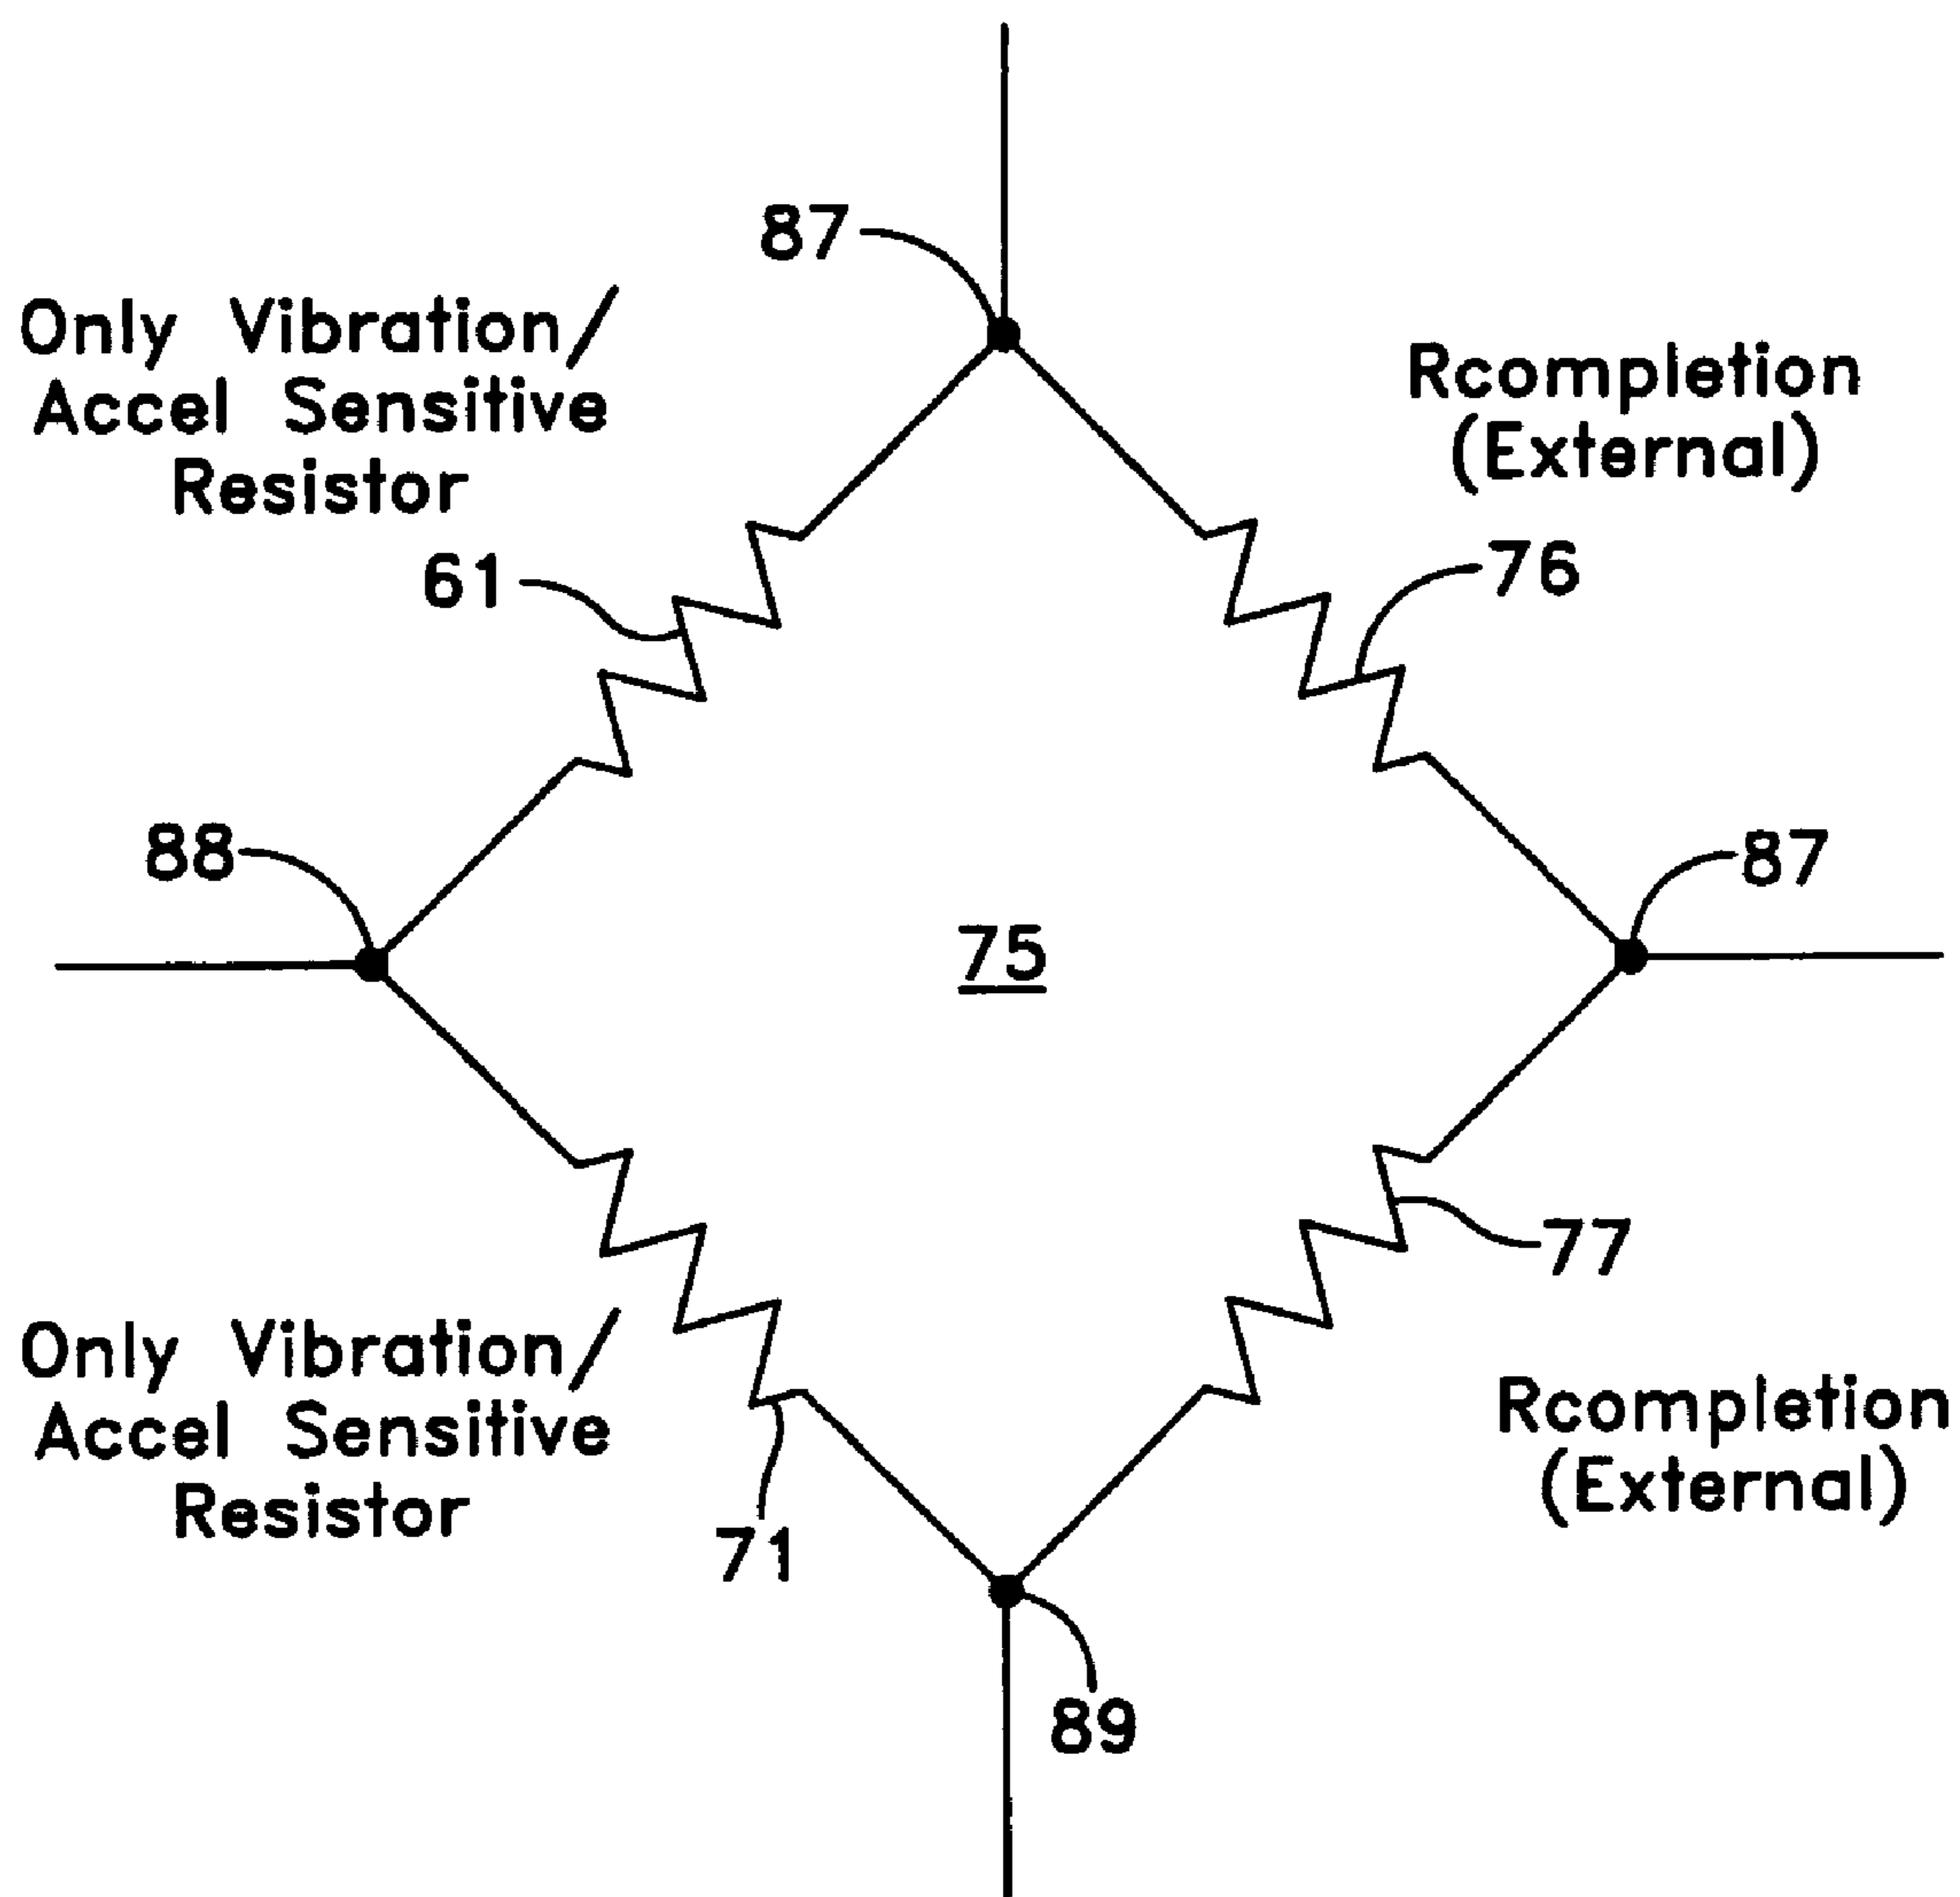 87
Only Vibration/
Accel Sensitive
Resistor
Rcompletion
(External)
61
76
88
87
75
77
Only Vibration/
Accel Sensitive
Resistor
Rcompletion
(External)
71
89